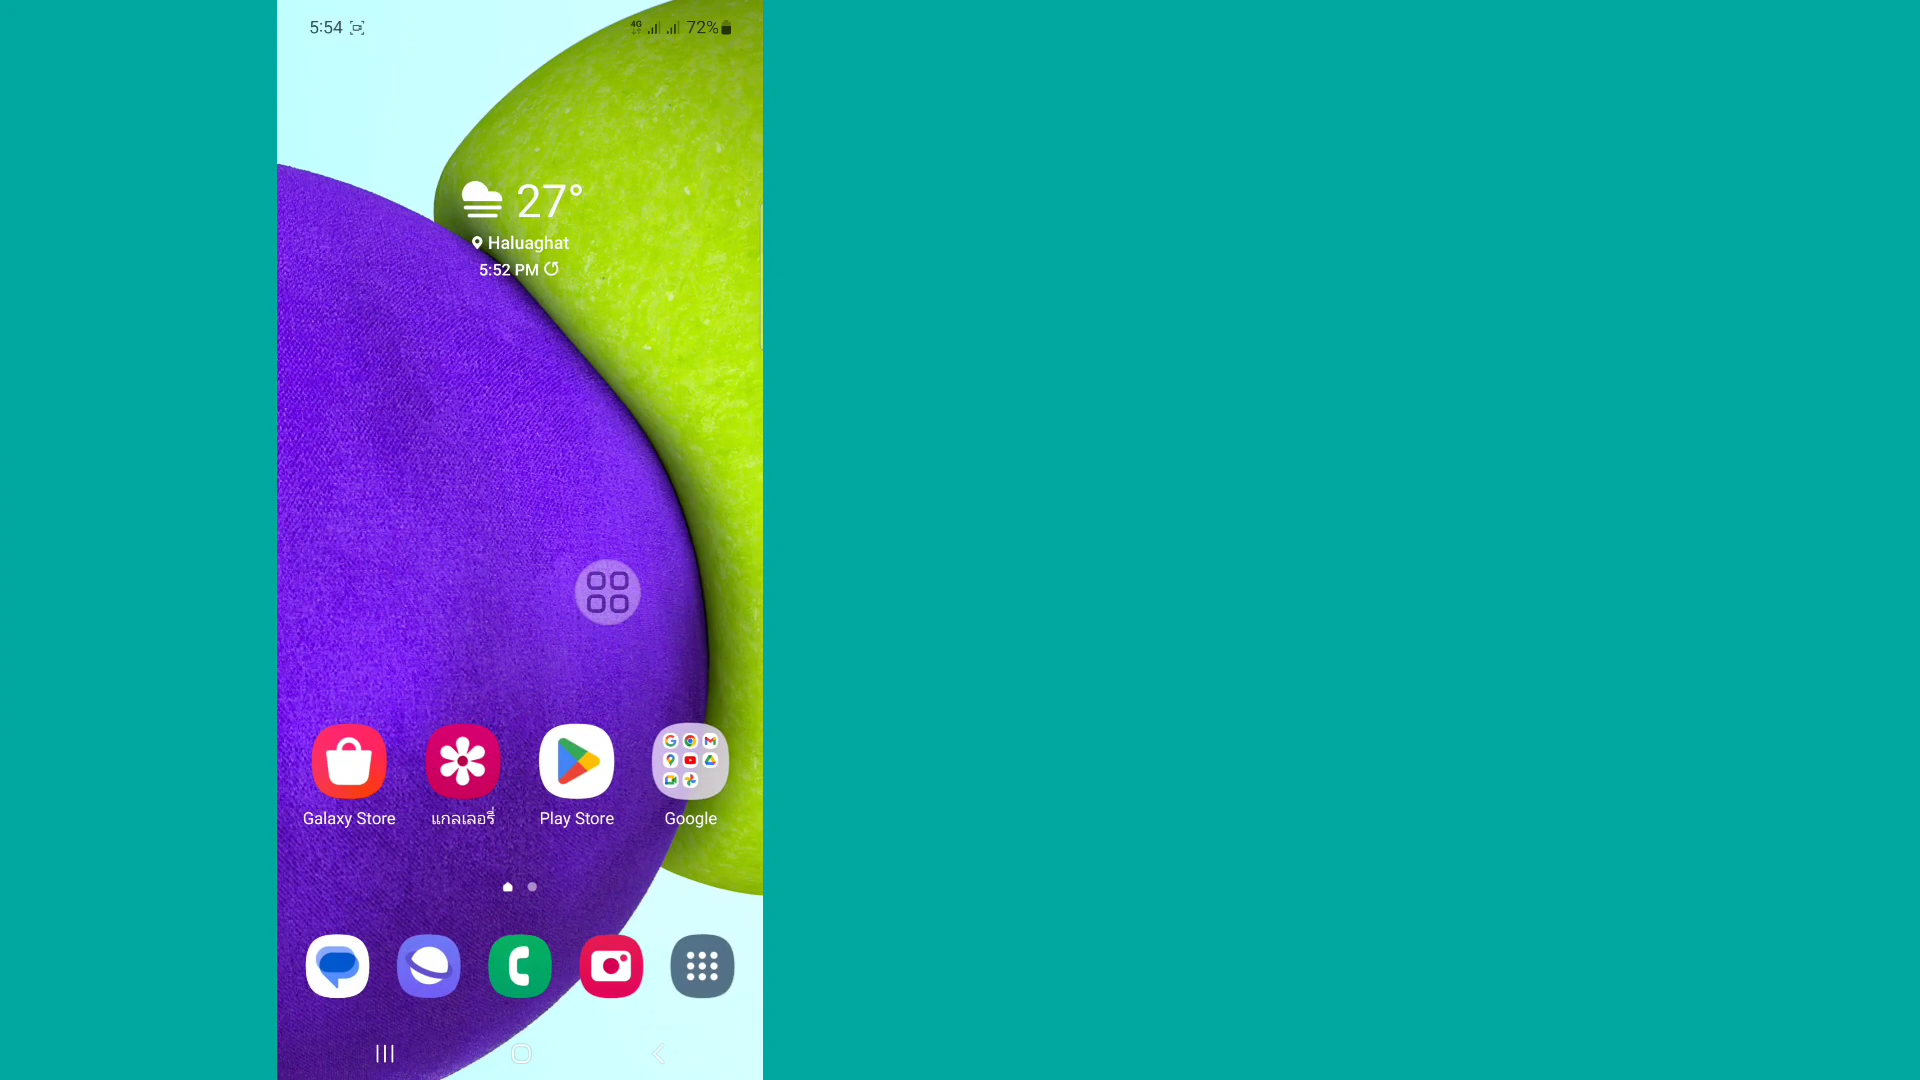 5:54
4G 72%
27°
Haluaghat
5:52 PM
Galaxy Store
แกลเลอรี่
Play Store
Google